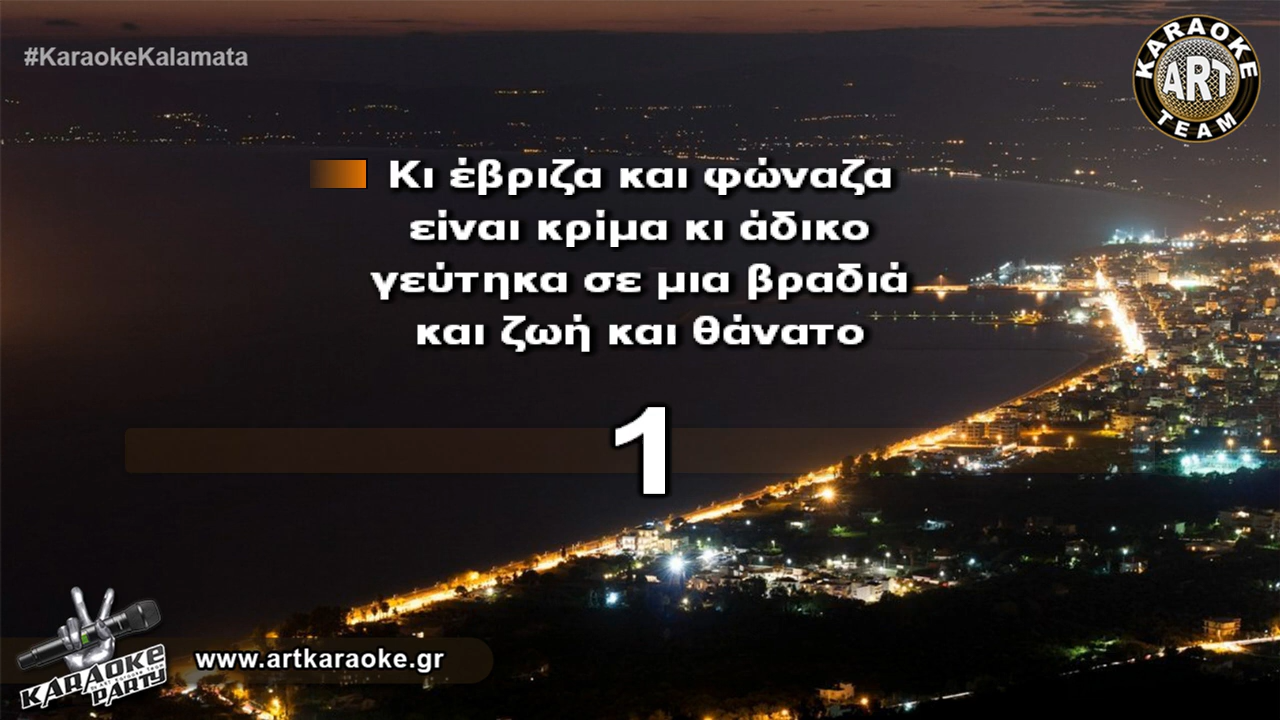 #KaraokeKalamata
KARAOKE
ART
TEAM
Κι έβριζα και φώναζα
είναι κρίμα κι άδικο
γεύτηκα σε μια βραδιά
και ζωή και θάνατο
1
KARAOKE
PARTY
www.artkaraoke.gr